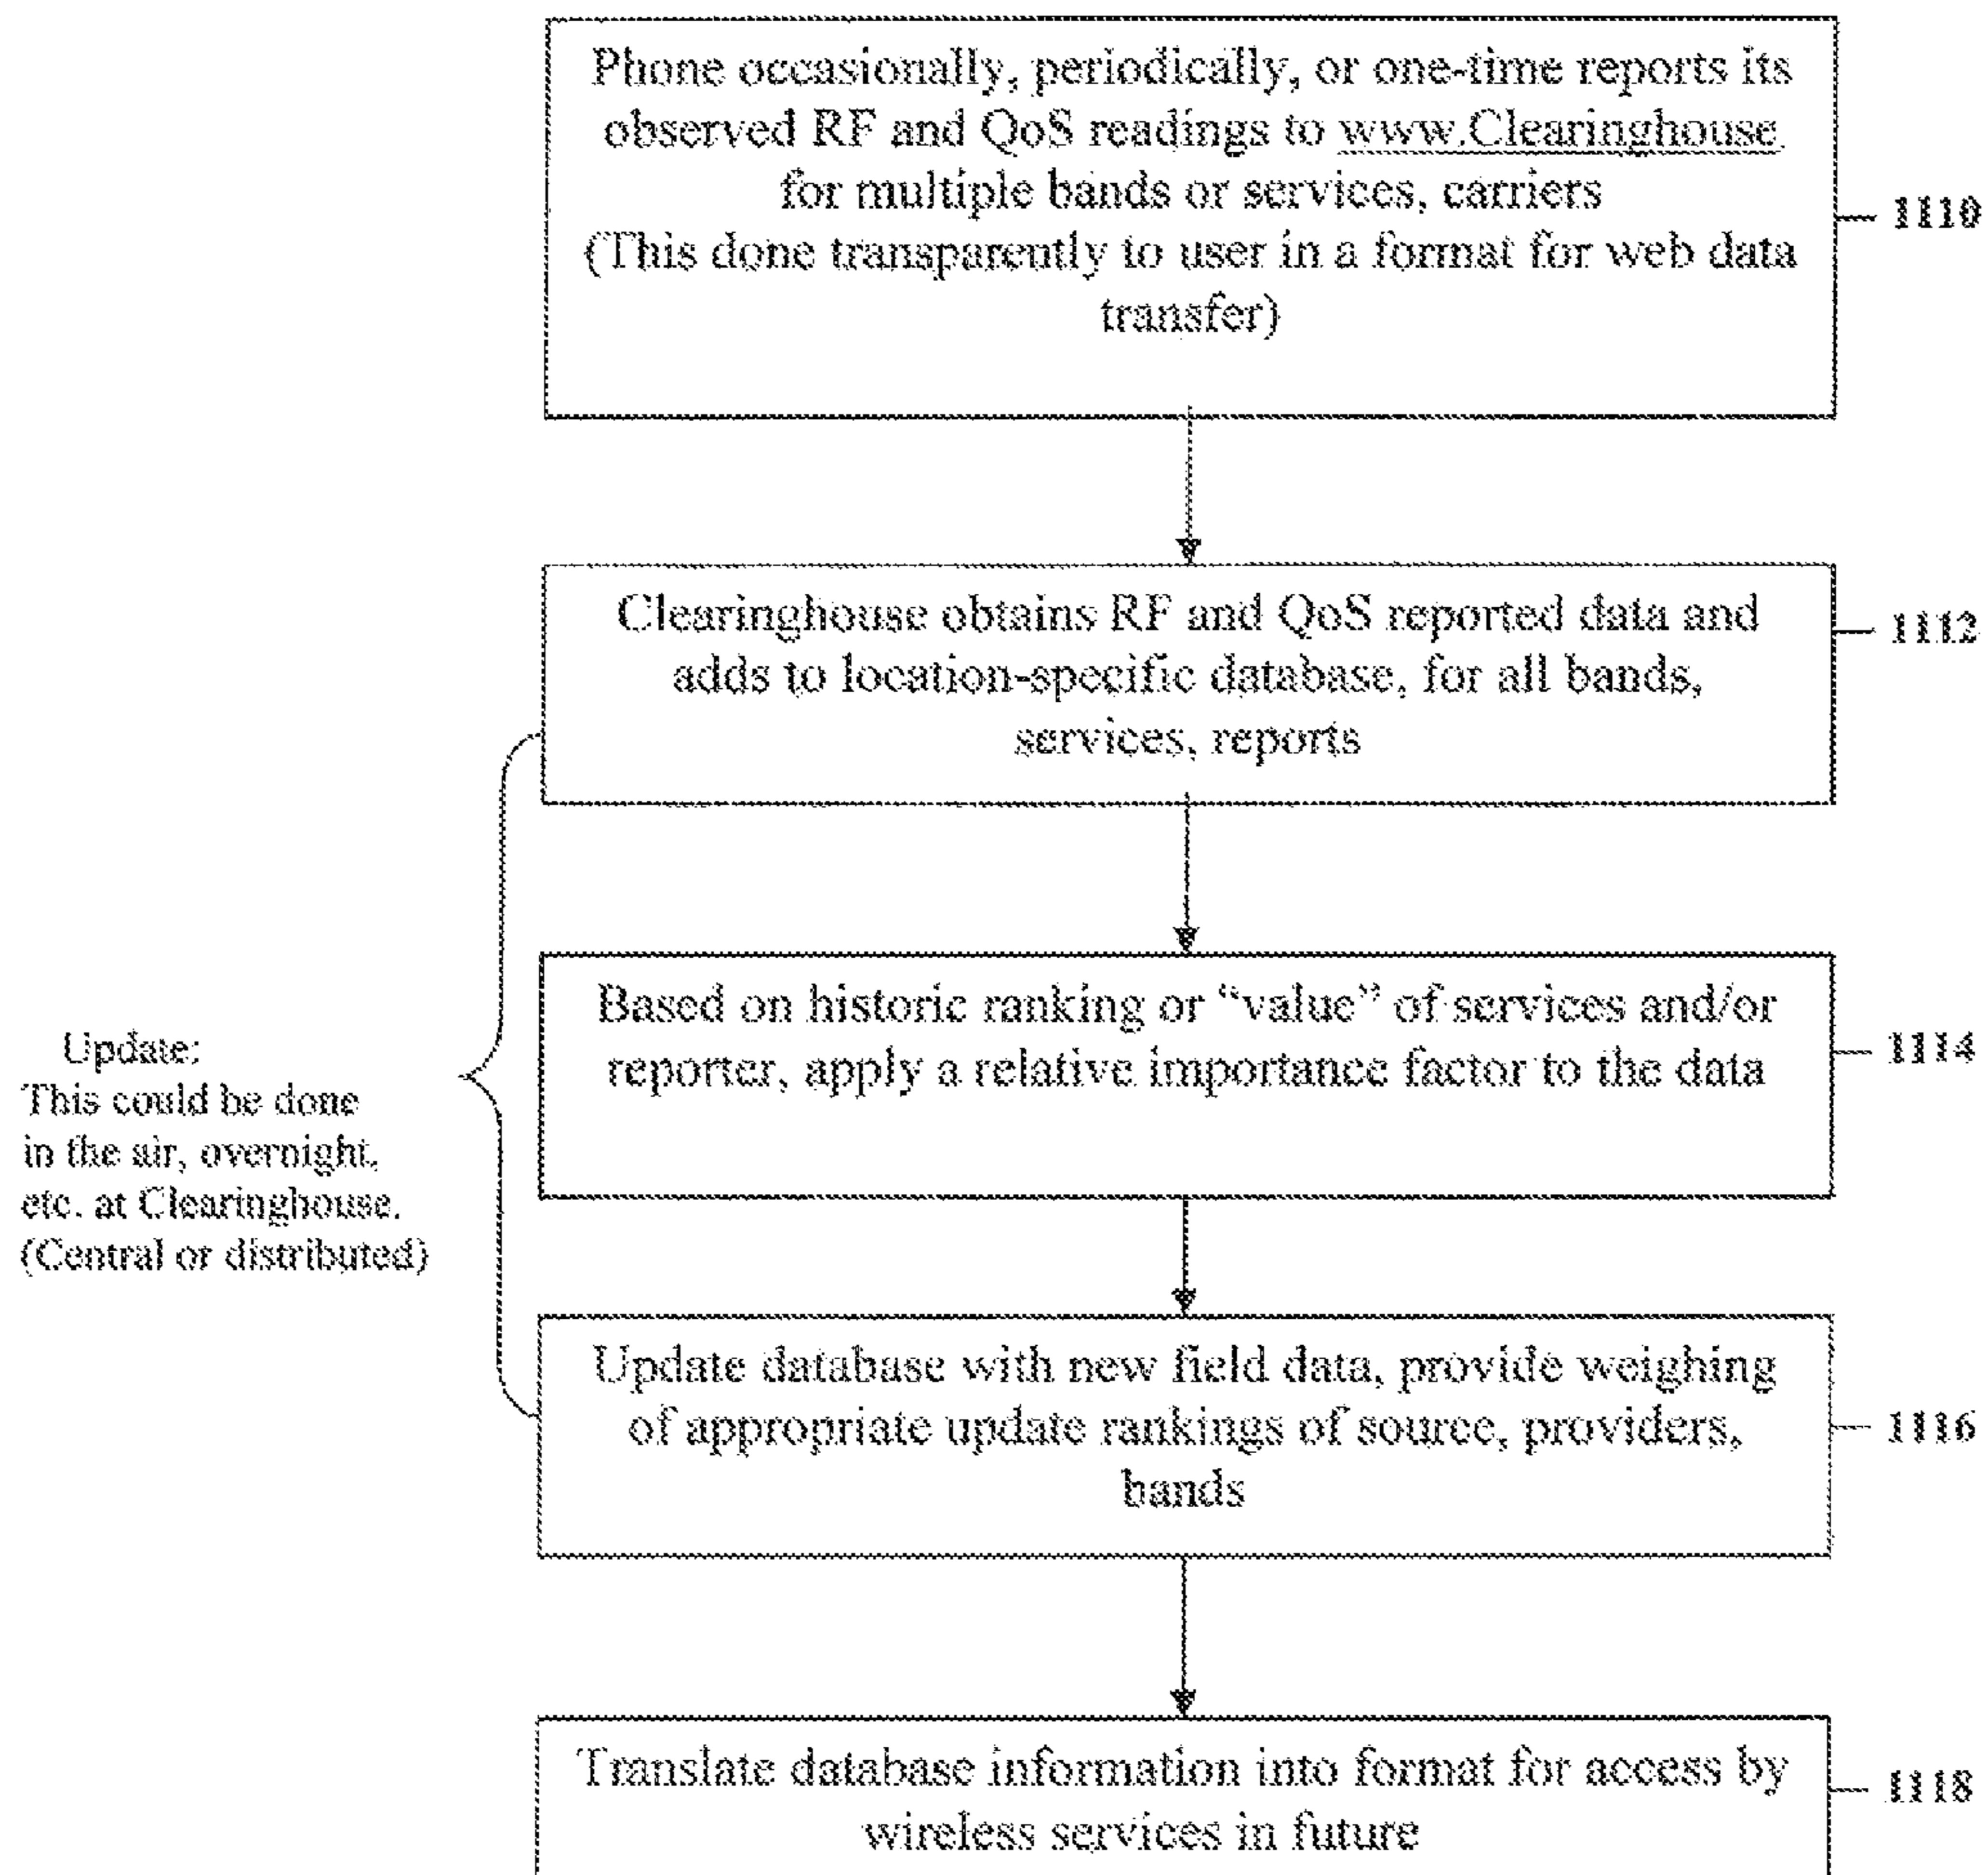 Phone occasionally, periodically, or one-time reports its
observed RF and QoS readings to www.Clearinghouse
for multiple bands or services, carriers
(This done transparently to user in a format for web data
transfer)
1110
Clearinghouse obtains RF and QoS reported data and
adds to location-specific database, for all bands,
services, reports
1112
Based on historic ranking or “value” of services and/or
reporter, apply a relative importance factor to the data
1114
Update:
This could be done
in the air, overnight,
etc. at Clearinghouse.
(Central or distributed)
Update database with new field data, provide weighing
of appropriate update rankings of source, providers,
bands
1116
Translate database information into format for access by
wireless services in future
1118